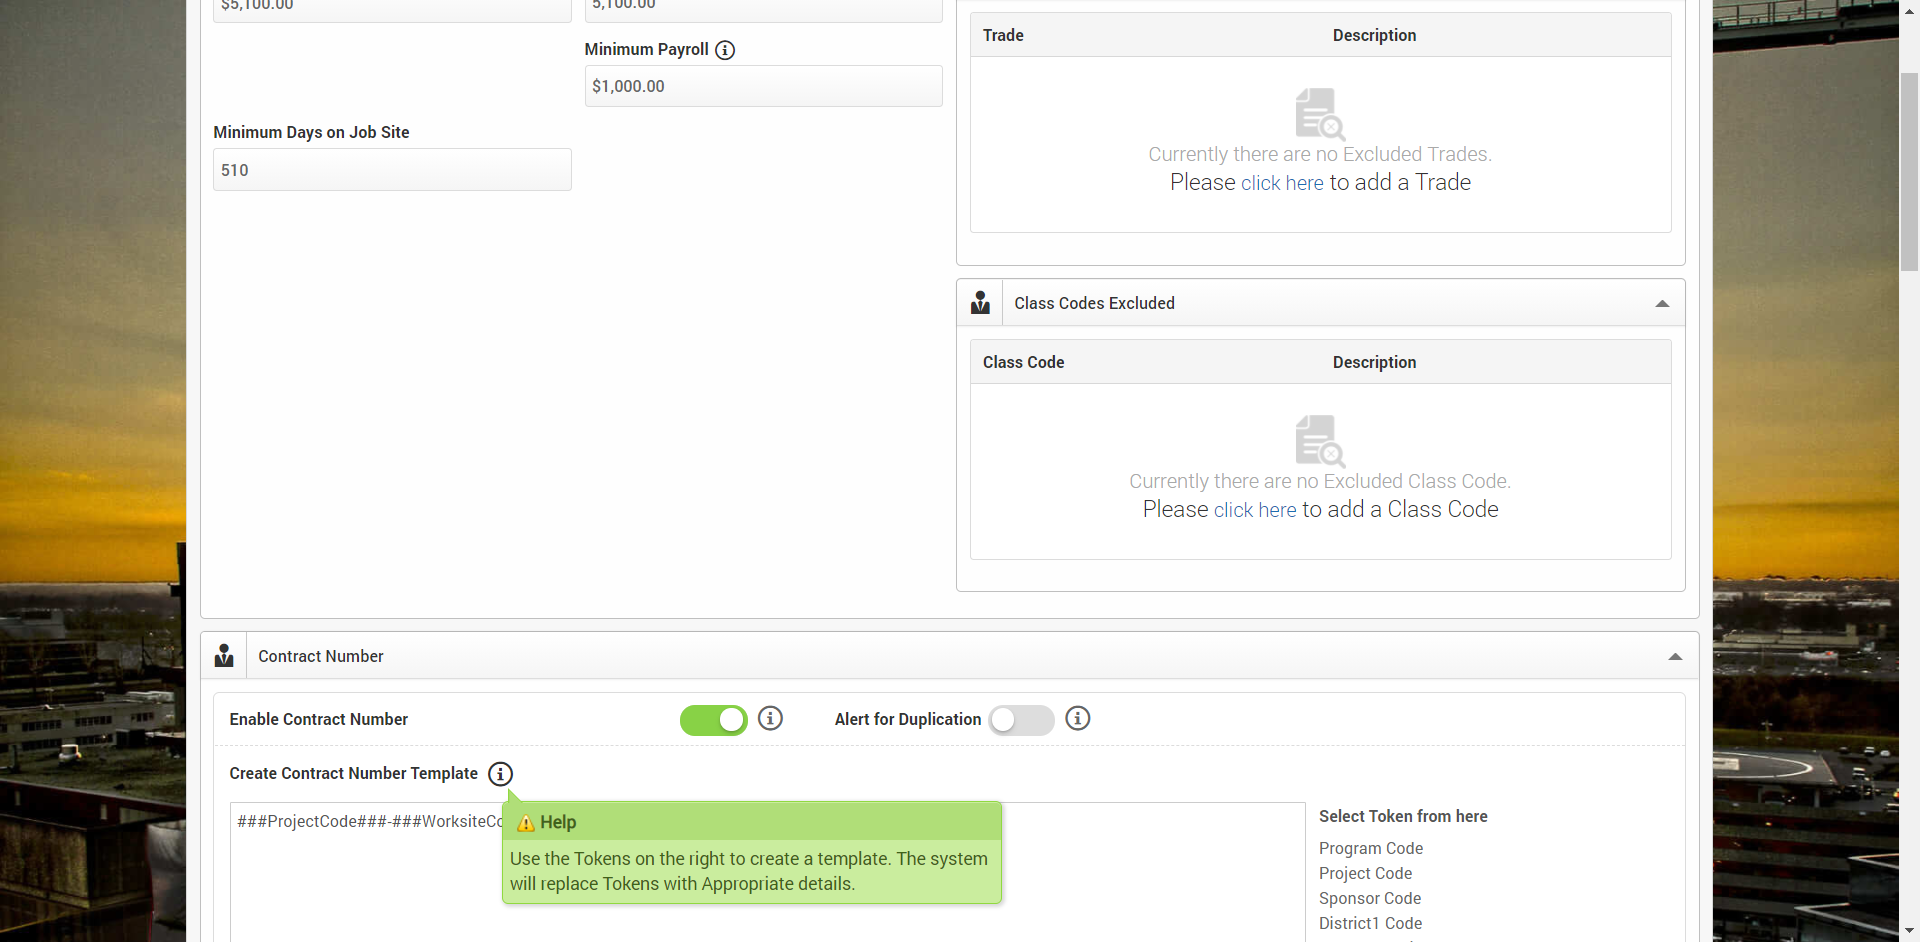 $5,100.00
5,100.00
Minimum Payroll
$1,000.00
Minimum Days on Job Site
510
Trade Description
Currently there are no Excluded Trades.
Please click here to add a Trade
Class Codes Excluded
Class Code Description
Currently there are no Excluded Class Code.
Please click here to add a Class Code
Contract Number
Enable Contract Number
Alert for Duplication
Create Contract Number Template
###ProjectCode###-###WorksiteCo
Help
Use the Tokens on the right to create a template. The system
will replace Tokens with Appropriate details.
Select Token from here
Program Code
Project Code
Sponsor Code
District1 Code